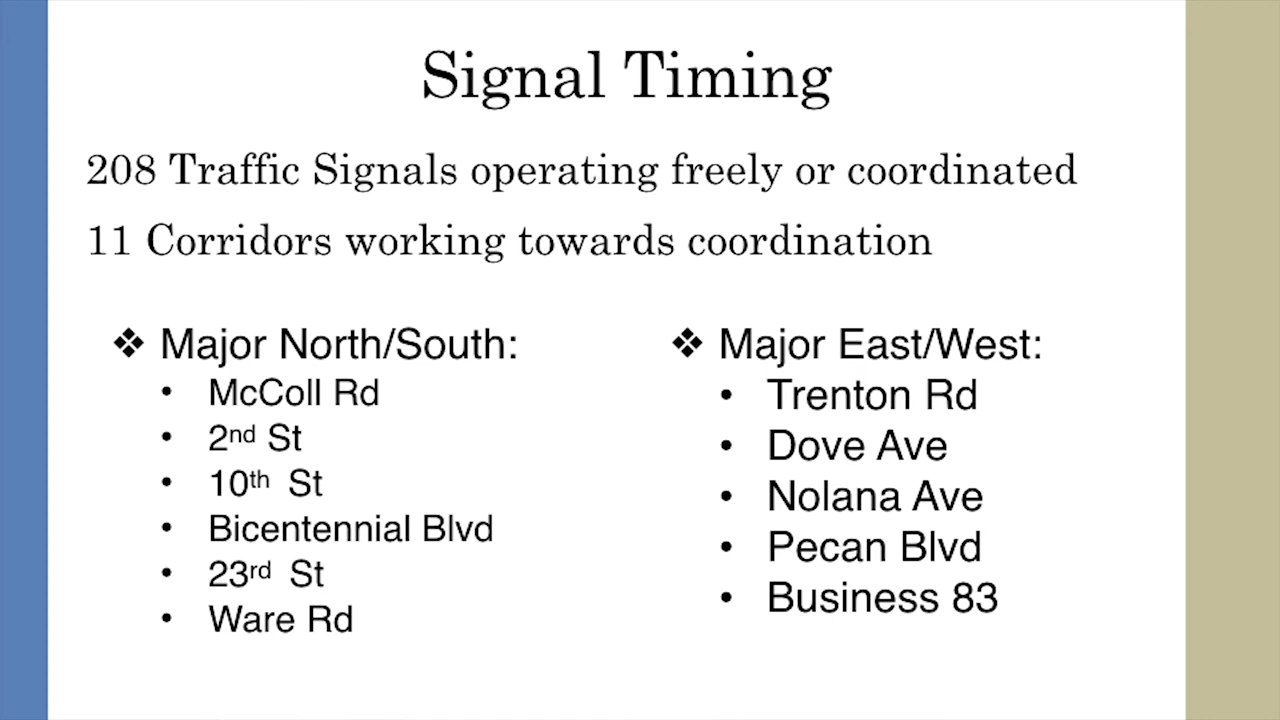 Signal Timing
208 Traffic Signals operating freely or coordinated
11 Corridors working towards coordination
❖ Major North/South:
• McColl Rd
• 2nd St
• 10th St
• Bicentennial Blvd
• 23rd St
• Ware Rd
❖ Major East/West:
• Trenton Rd
• Dove Ave
• Nolana Ave
• Pecan Blvd
• Business 83